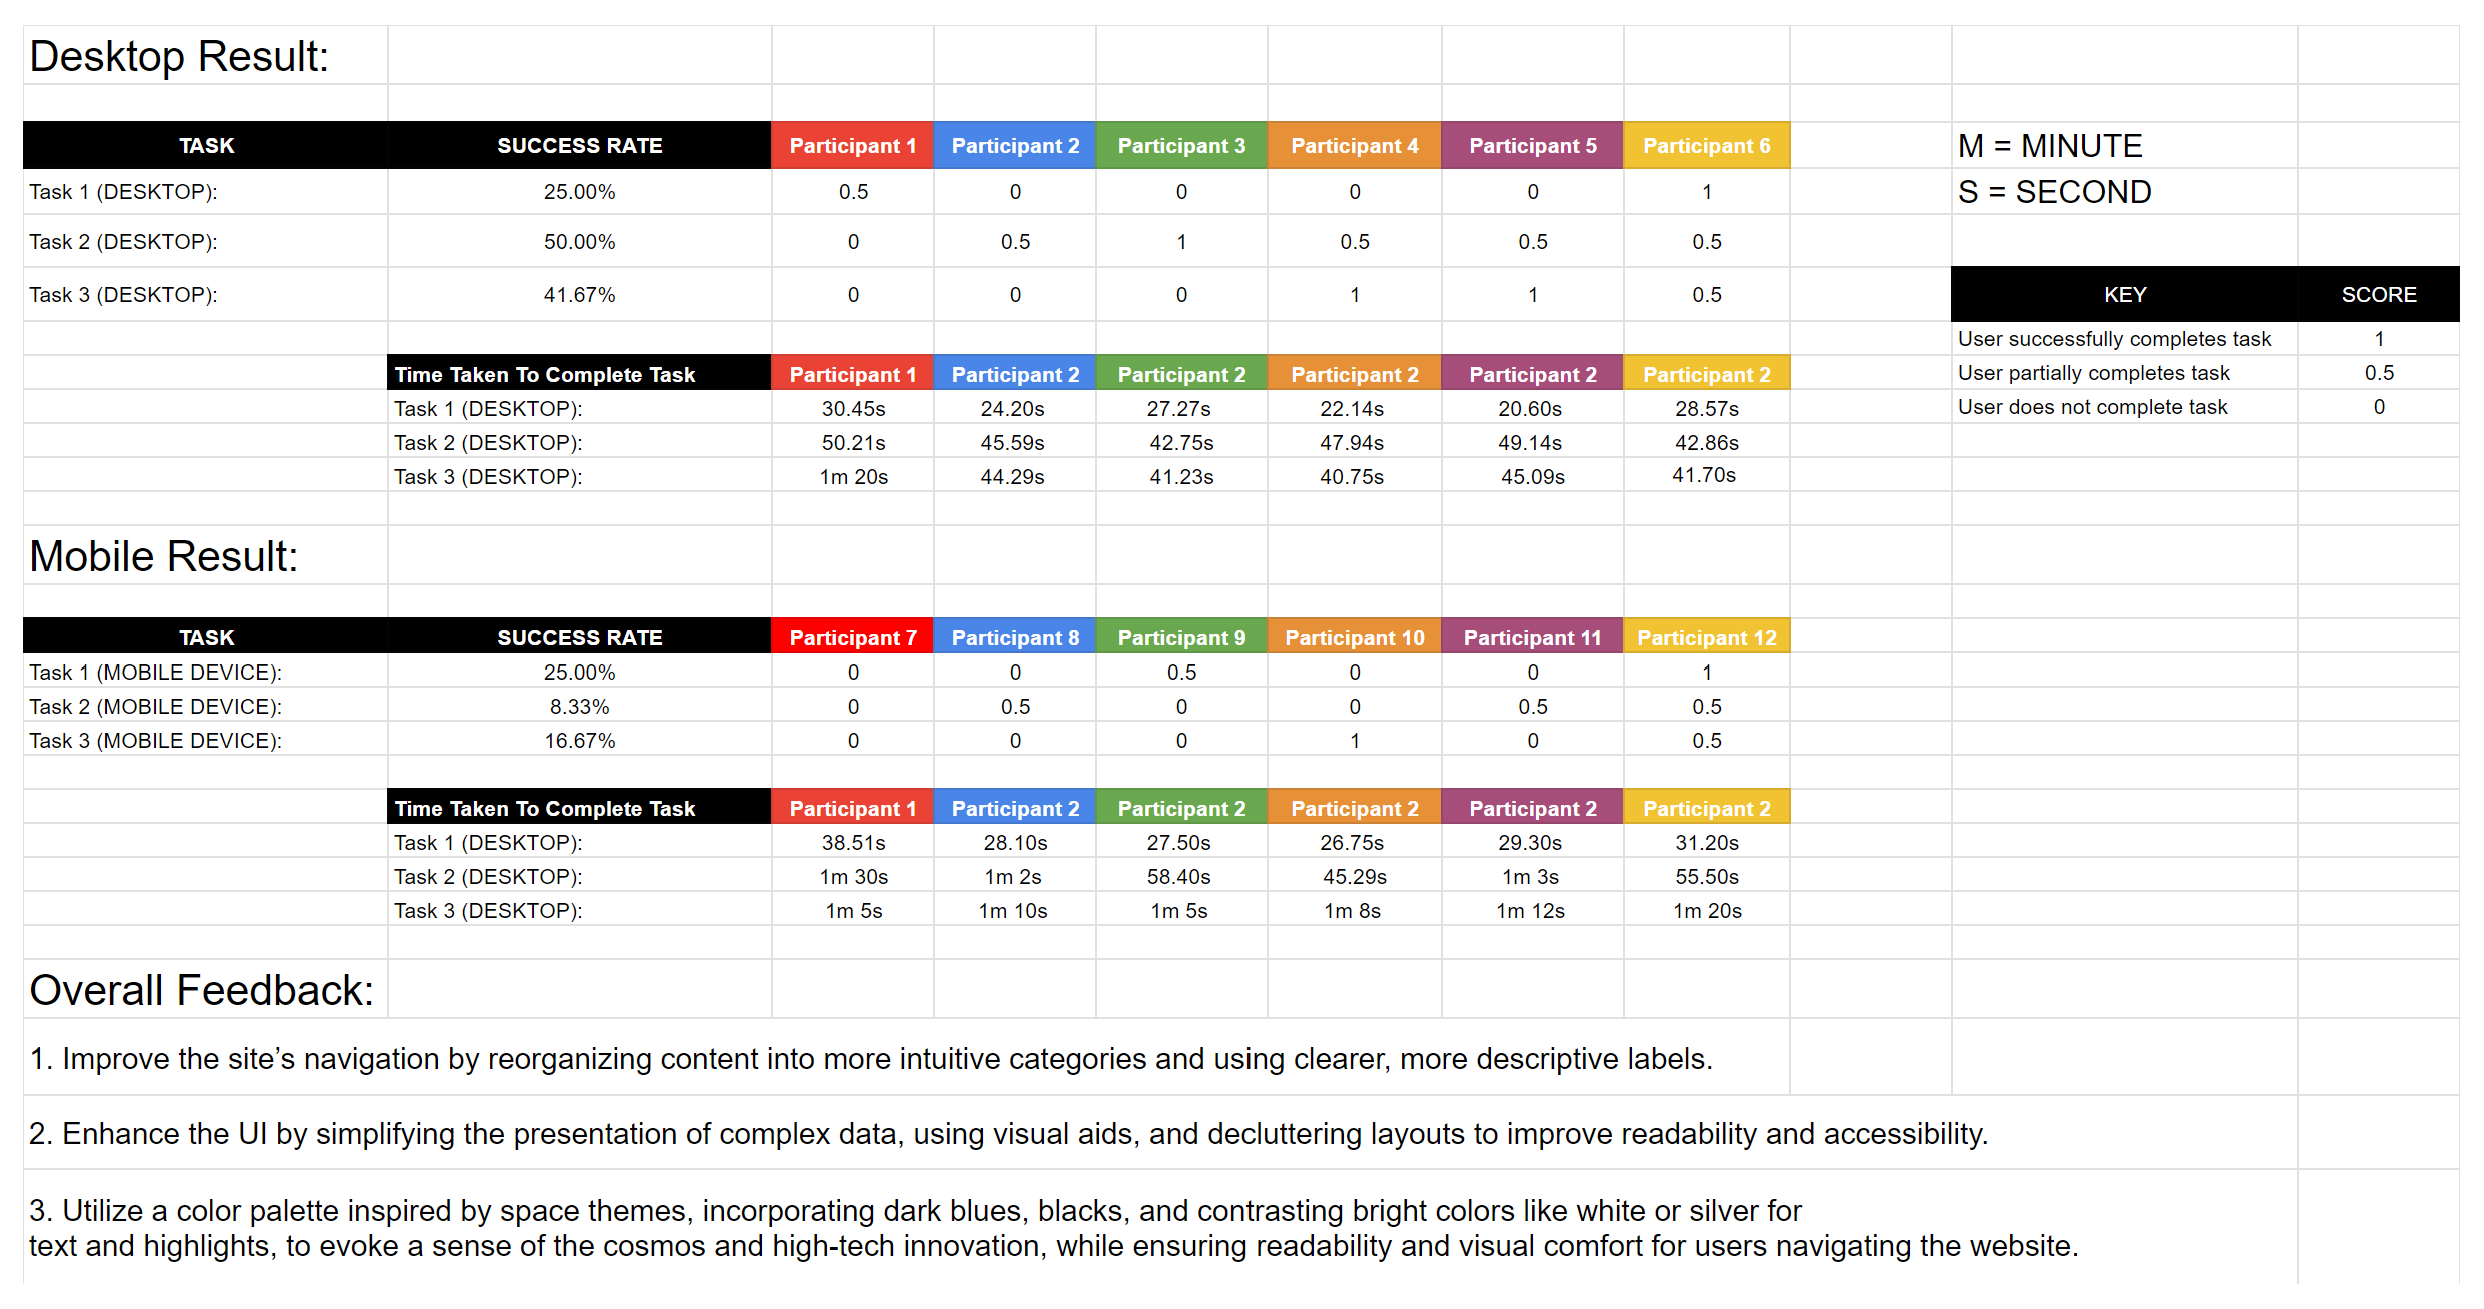 Desktop Result:
TASK SUCCESS RATE Participant 1 Participant 2 Participant 3 Participant 4 Participant 5 Participant 6 M = MINUTE
Task 1 (DESKTOP): 25.00% 0.5 0 0 0 0 1 S = SECOND
Task 2 (DESKTOP): 50.00% 0 0.5 1 0.5 0.5 0.5
Task 3 (DESKTOP): 41.67% 0 0 0 1 1 0.5 KEY SCORE
User successfully completes task 1
Time Taken To Complete Task Participant 1 Participant 2 Participant 2 Participant 2 Participant 2 Participant 2 User partially completes task 0.5
Task 1 (DESKTOP): 30.45s 24.20s 27.27s 22.14s 20.60s 28.57s User does not complete task 0
Task 2 (DESKTOP): 50.21s 45.59s 42.75s 47.94s 49.14s 42.86s
Task 3 (DESKTOP): 1m 20s 44.29s 41.23s 40.75s 45.09s 41.70s
Mobile Result:
TASK SUCCESS RATE Participant 7 Participant 8 Participant 9 Participant 10 Participant 11 Participant 12
Task 1 (MOBILE DEVICE): 25.00% 0 0 0.5 0 0 1
Task 2 (MOBILE DEVICE): 8.33% 0 0.5 0 0 0.5 0.5
Task 3 (MOBILE DEVICE): 16.67% 0 0 0 1 0 0.5
Time Taken To Complete Task Participant 1 Participant 2 Participant 2 Participant 2 Participant 2 Participant 2
Task 1 (DESKTOP): 38.51s 28.10s 27.50s 26.75s 29.30s 31.20s
Task 2 (DESKTOP): 1m 30s 1m 2s 58.40s 45.29s 1m 3s 55.50s
Task 3 (DESKTOP): 1m 5s 1m 10s 1m 5s 1m 8s 1m 12s 1m 20s
Overall Feedback:
1. Improve the site’s navigation by reorganizing content into more intuitive categories and using clearer, more descriptive labels.
2. Enhance the UI by simplifying the presentation of complex data, using visual aids, and decluttering layouts to improve readability and accessibility.
3. Utilize a color palette inspired by space themes, incorporating dark blues, blacks, and contrasting bright colors like white or silver for
text and highlights, to evoke a sense of the cosmos and high-tech innovation, while ensuring readability and visual comfort for users navigating the website.